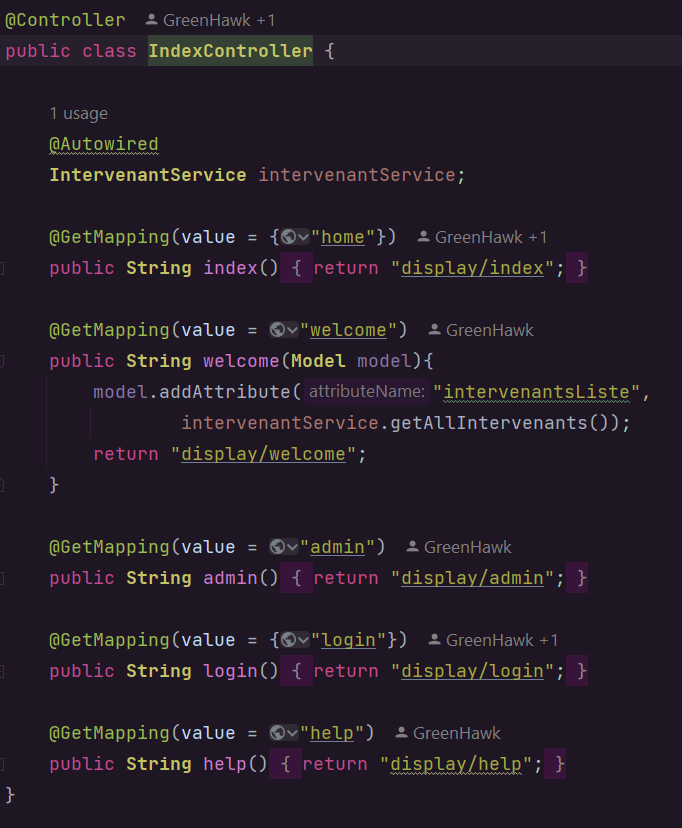 @Controller GreenHawk +1
public class IndexController {
1 usage
@Autowired
IntervenantService intervenantService;
@GetMapping(value = {"home"}) GreenHawk +1
public String index() { return "display/index"; }
@GetMapping(value = "welcome") GreenHawk
public String welcome(Model model){
model.addAttribute( attributeName: "intervenantsListe",
intervenantService.getAllIntervenants());
return "display/welcome";
}
@GetMapping(value = "admin") GreenHawk
public String admin() { return "display/admin"; }
@GetMapping(value = {"login"}) GreenHawk +1
public String login() { return "display/login"; }
@GetMapping(value = "help") GreenHawk
public String help() { return "display/help"; }
}